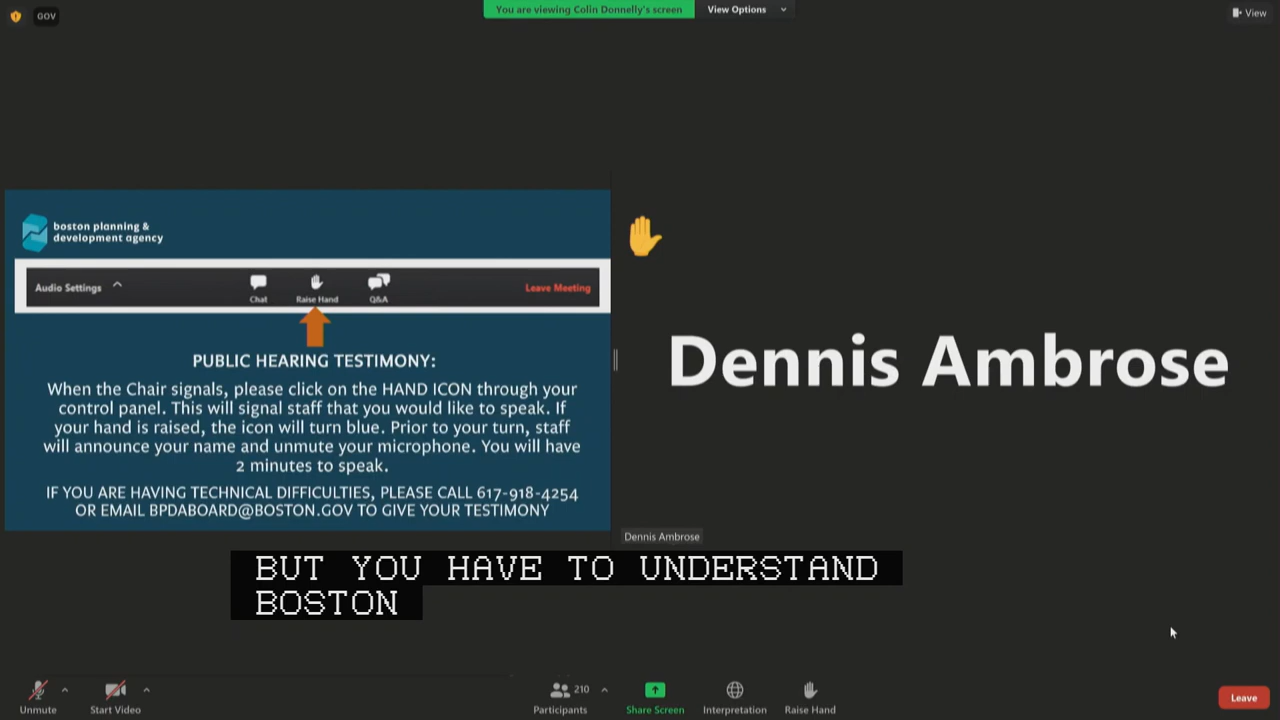 GOV
You are viewing Colin Donnelly's screen
View Options
View
boston planning &
development agency
Audio Settings
Chat
Raise Hand
Q&A
Leave Meeting
PUBLIC HEARING TESTIMONY:
When the Chair signals, please click on the HAND ICON through your
control panel. This will signal staff that you would like to speak. If
your hand is raised, the icon will turn blue. Prior to your turn, staff
will announce your name and unmute your microphone. You will have
2 minutes to speak.
IF YOU ARE HAVING TECHNICAL DIFFICULTIES, PLEASE CALL 617-918-4254
OR EMAIL BPDABOARD@BOSTON.GOV TO GIVE YOUR TESTIMONY
Dennis Ambrose
Dennis Ambrose
BUT YOU HAVE TO UNDERSTAND
BOSTON
Unmute
Start Video
210
Participants
Share Screen
Interpretation
Raise Hand
Leave